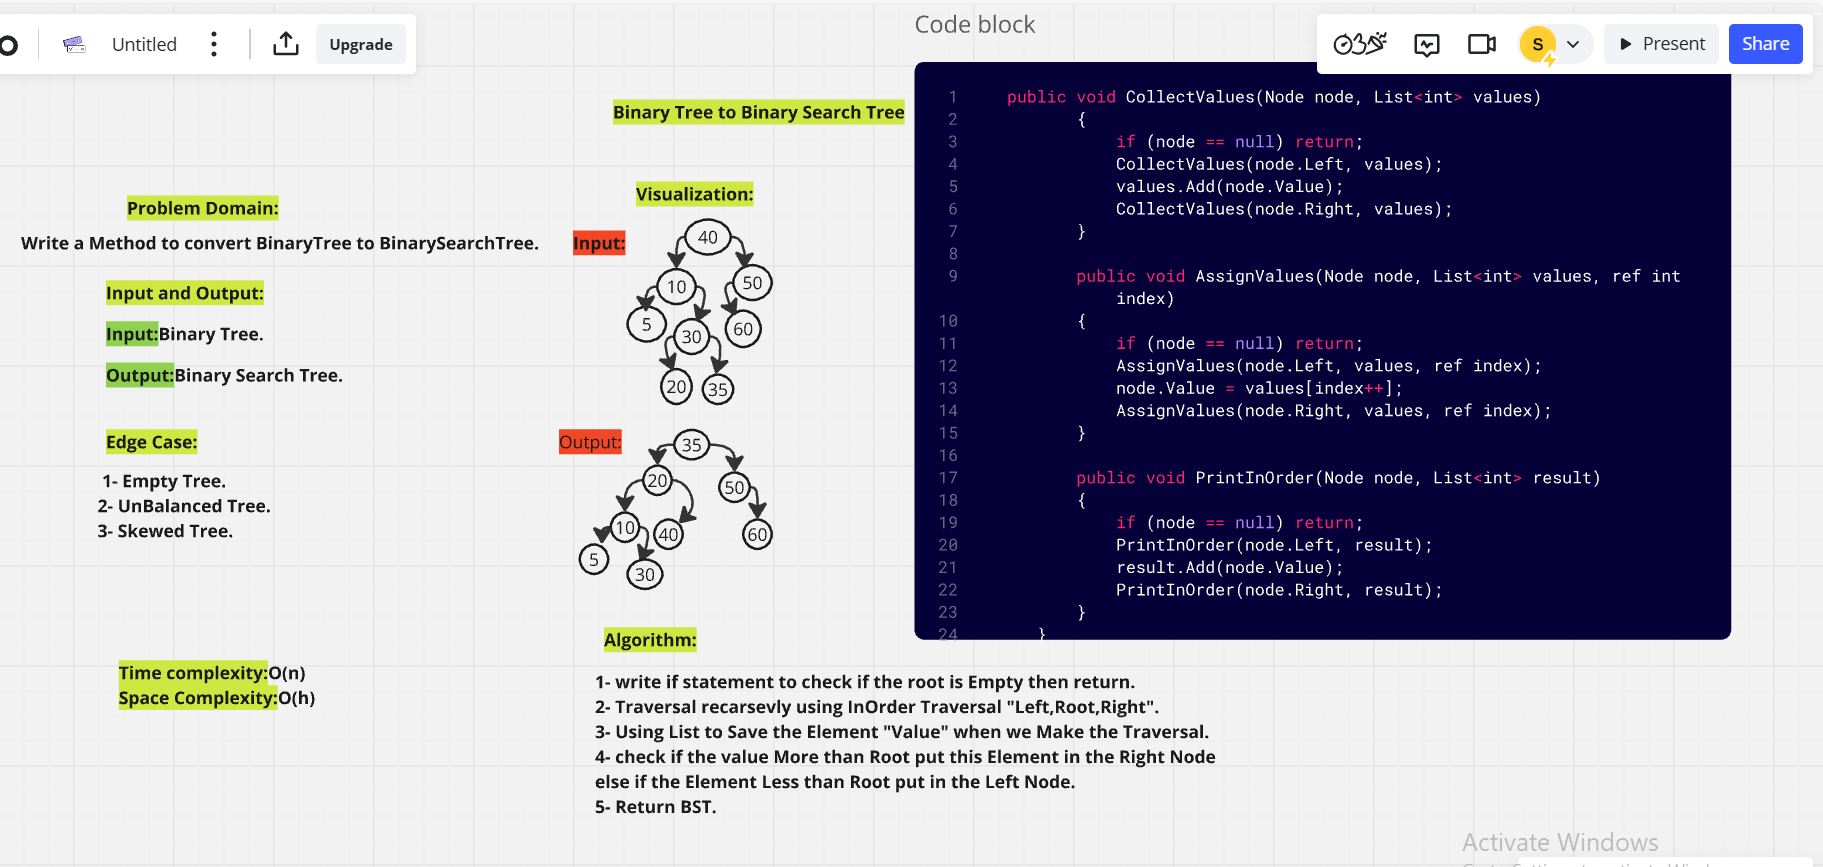 Untitled
Upgrade
Code block
S
Present
Share
Binary Tree to Binary Search Tree
Problem Domain:
Write a Method to convert BinaryTree to BinarySearchTree.
Input and Output:
Input:Binary Tree.
Output:Binary Search Tree.
Edge Case:
1- Empty Tree.
2- UnBalanced Tree.
3- Skewed Tree.
Time complexity:O(n)
Space Complexity:O(h)
Visualization:
Input:
40
10 50
5 30 60
20 35
Output:
35
20 50
10 40 60
5 30
Algorithm:
1- write if statement to check if the root is Empty then return.
2- Traversal recarsevly using InOrder Traversal "Left,Root,Right".
3- Using List to Save the Element "Value" when we Make the Traversal.
4- check if the value More than Root put this Element in the Right Node
else if the Element Less than Root put in the Left Node.
5- Return BST.
1 public void CollectValues(Node node, List<int> values)
2 {
3 if (node == null) return;
4 CollectValues(node.Left, values);
5 values.Add(node.Value);
6 CollectValues(node.Right, values);
7 }
8
9 public void AssignValues(Node node, List<int> values, ref int
index)
10 {
11 if (node == null) return;
12 AssignValues(node.Left, values, ref index);
13 node.Value = values[index++];
14 AssignValues(node.Right, values, ref index);
15 }
16
17 public void PrintInOrder(Node node, List<int> result)
18 {
19 if (node == null) return;
20 PrintInOrder(node.Left, result);
21 result.Add(node.Value);
22 PrintInOrder(node.Right, result);
23 }
24 }
Activate Windows